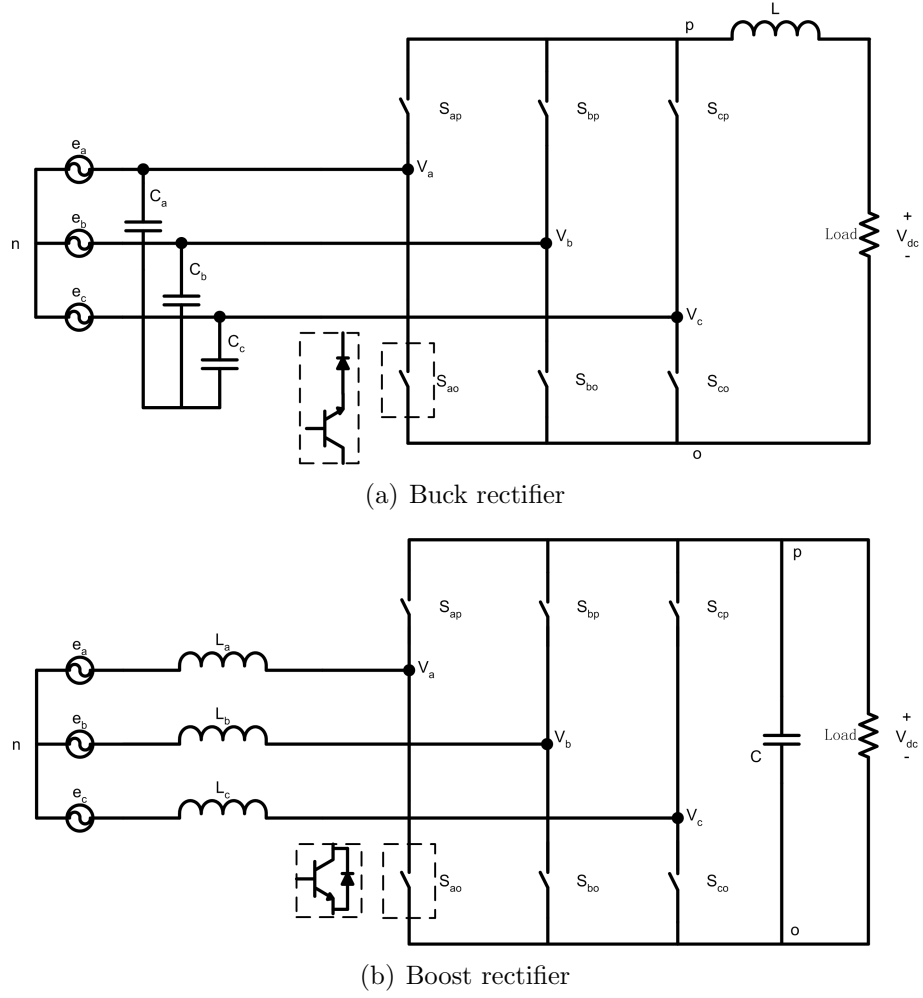 p
L
S_ap
S_bp
S_cp
e_a
V_a
C_a
n
e_b
V_b
Load
+
V_dc
-
C_b
e_c
V_c
C_c
S_ao
S_bo
S_co
o
(a) Buck rectifier
p
S_ap
S_bp
S_cp
e_a
L_a
V_a
n
e_b
L_b
V_b
C
Load
+
V_dc
-
e_c
L_c
V_c
S_ao
S_bo
S_co
o
(b) Boost rectifier